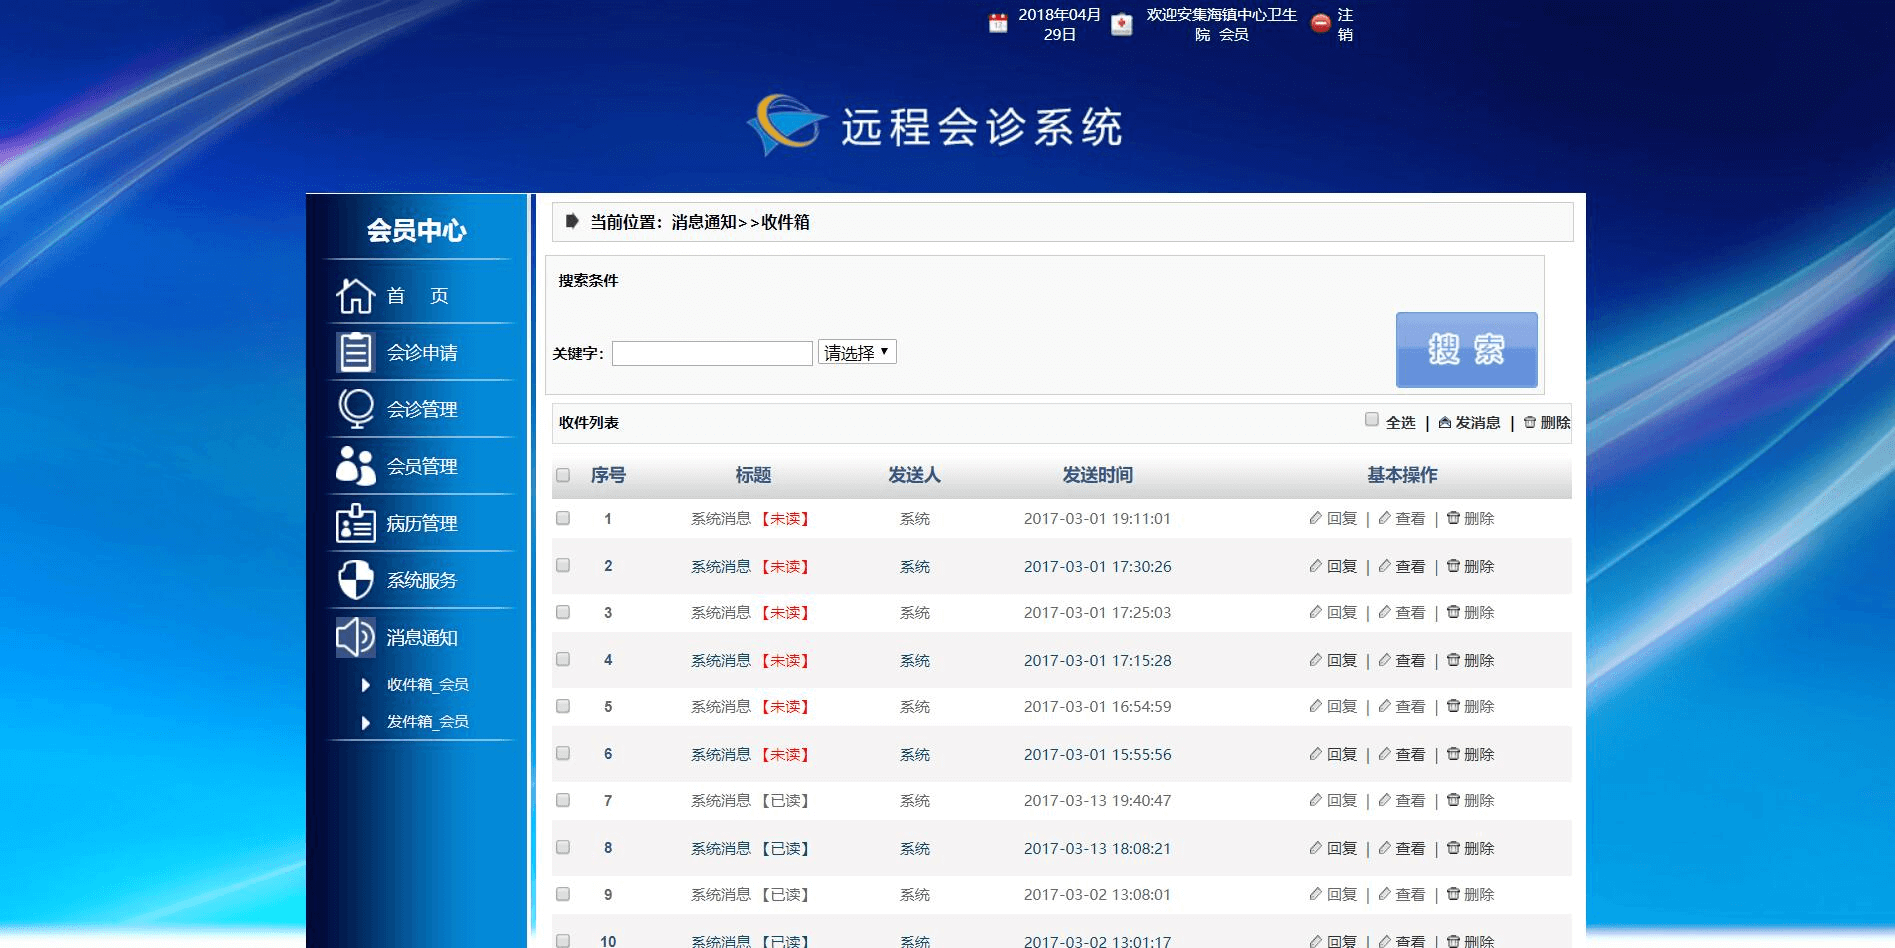 2018年04月29日
欢迎安集海镇中心卫生院 会员
注销
远程会诊系统
会员中心
首 页
会诊申请
会诊管理
会员管理
病历管理
系统服务
消息通知
收件箱_会员
发件箱_会员
当前位置：消息通知>>收件箱
搜索条件
关键字： 请选择
搜 索
收件列表 全选 | 发消息 | 删除
序号 标题 发送人 发送时间 基本操作
1 系统消息【未读】 系统 2017-03-01 19:11:01 回复 | 查看 | 删除
2 系统消息【未读】 系统 2017-03-01 17:30:26 回复 | 查看 | 删除
3 系统消息【未读】 系统 2017-03-01 17:25:03 回复 | 查看 | 删除
4 系统消息【未读】 系统 2017-03-01 17:15:28 回复 | 查看 | 删除
5 系统消息【未读】 系统 2017-03-01 16:54:59 回复 | 查看 | 删除
6 系统消息【未读】 系统 2017-03-01 15:55:56 回复 | 查看 | 删除
7 系统消息【已读】 系统 2017-03-13 19:40:47 回复 | 查看 | 删除
8 系统消息【已读】 系统 2017-03-13 18:08:21 回复 | 查看 | 删除
9 系统消息【已读】 系统 2017-03-02 13:08:01 回复 | 查看 | 删除
10 系统消息【已读】 系统 2017-03-02 13:01:17 回复 | 查看 | 删除